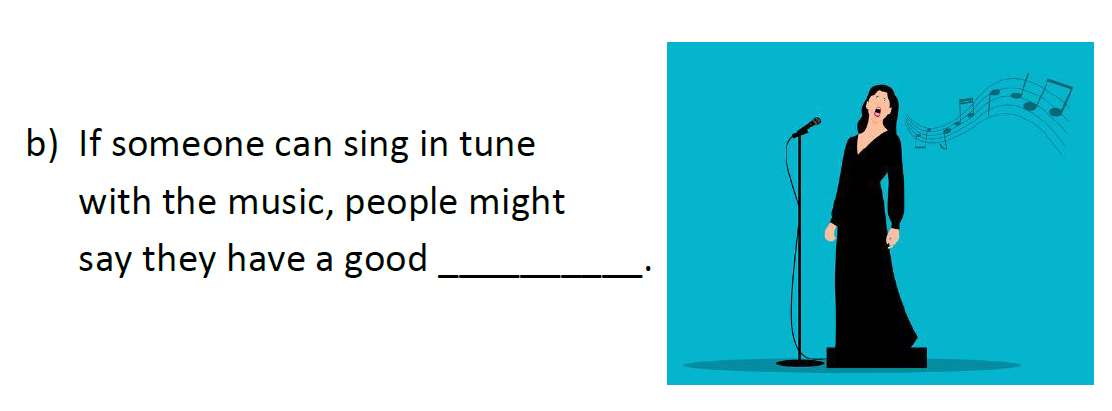 b) If someone can sing in tune
with the music, people might
say they have a good __________.